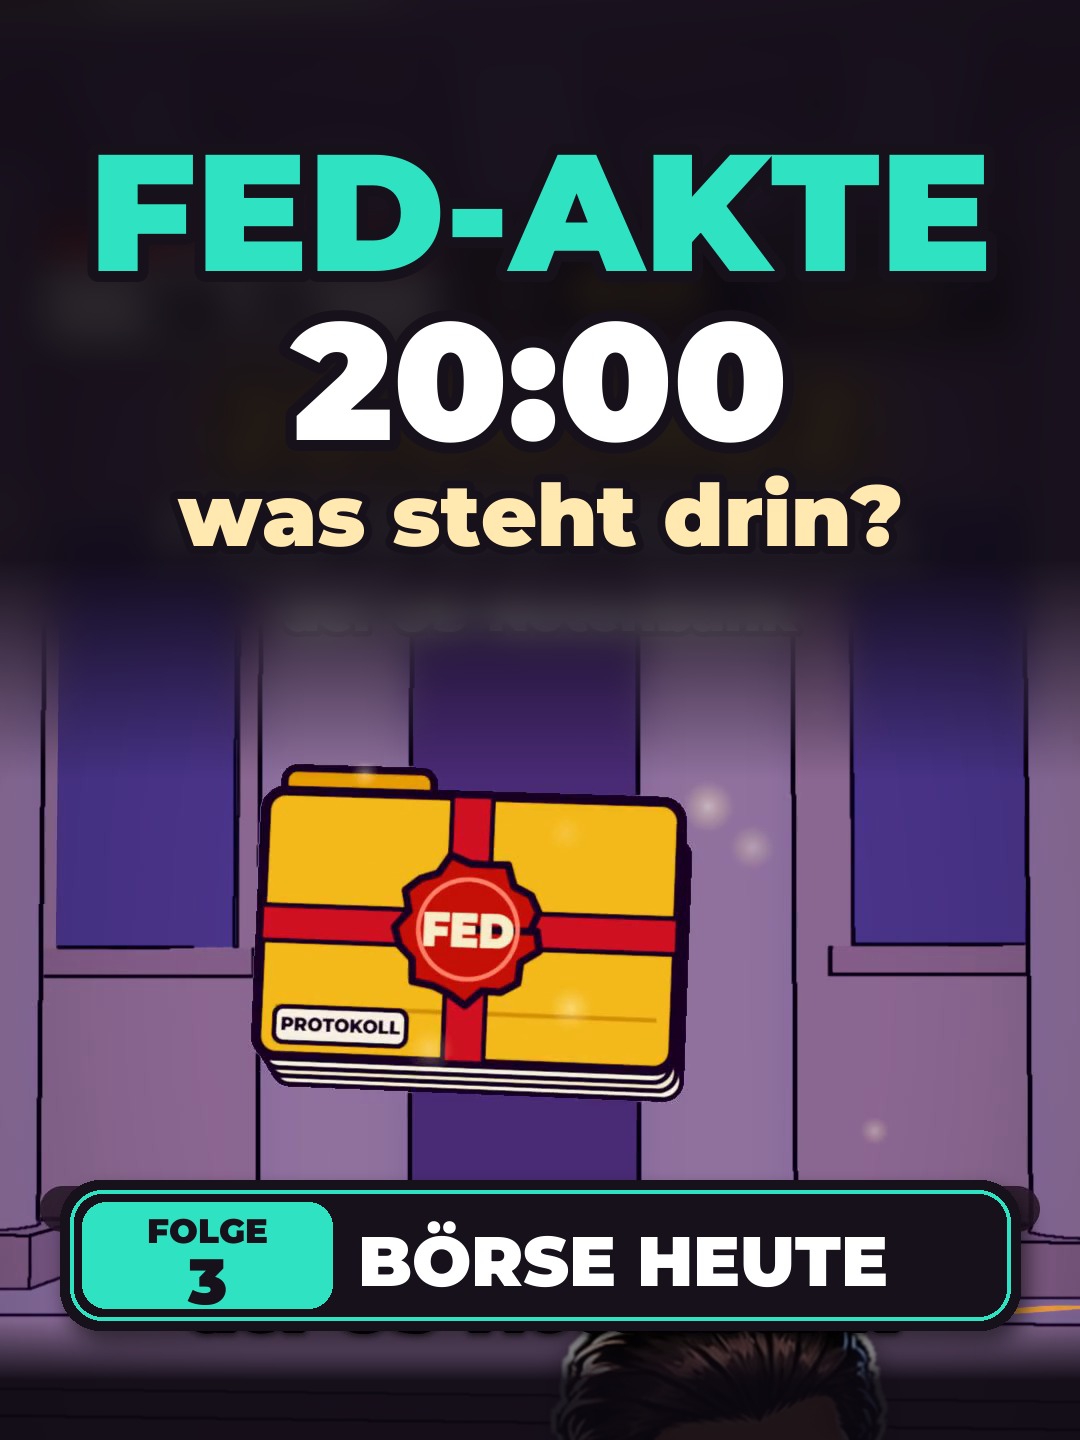 FED-AKTE
20:00
was steht drin?
FED
PROTOKOLL
FOLGE
3
BÖRSE HEUTE